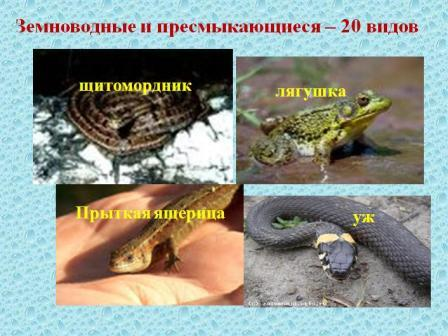 Земноводные и пресмыкающиеся – 20 видов
щитомордник
лягушка
Прыткая ящерица
уж